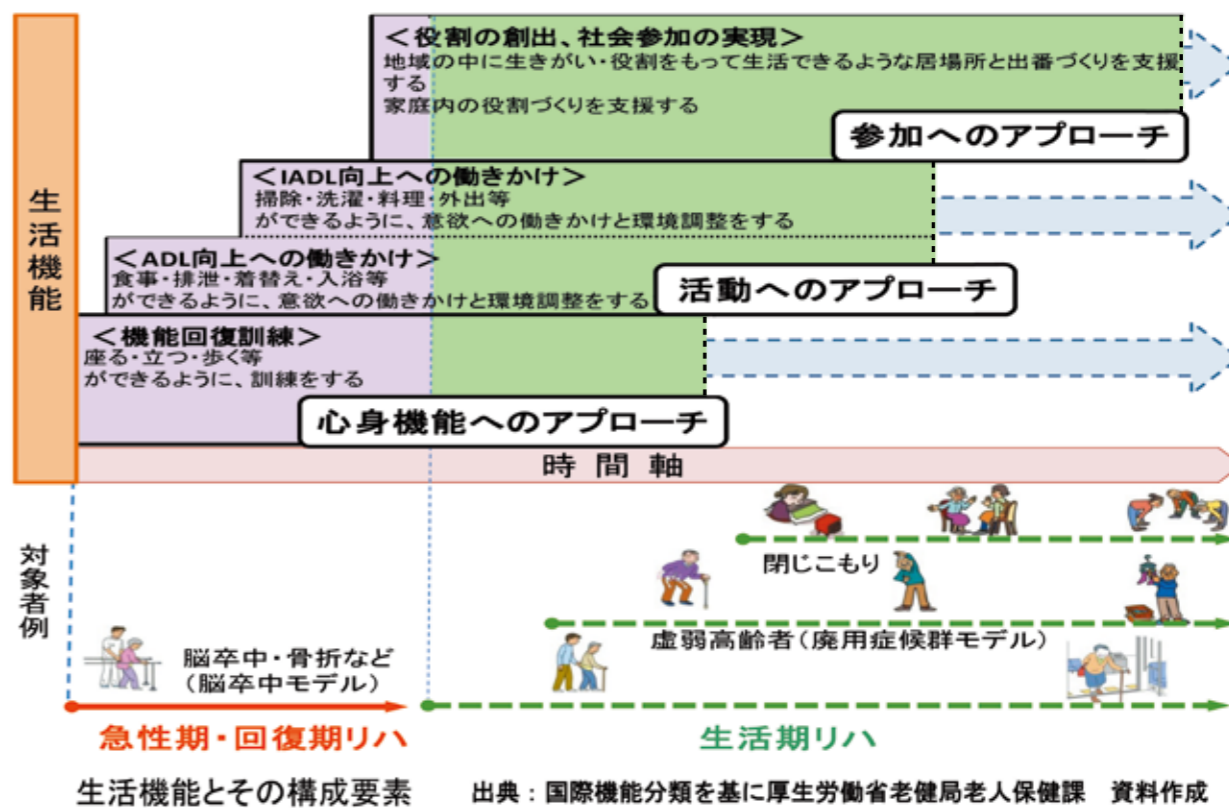 ＜役割の創出、社会参加の実現＞
地域の中に生きがい・役割をもって生活できるような居場所と出番づくりを支援
する
家庭内の役割づくりを支援する
参加へのアプローチ
＜IADL向上への働きかけ＞
掃除・洗濯・料理・外出等
ができるように、意欲への働きかけと環境調整をする
＜ADL向上への働きかけ＞
食事・排泄・着替え・入浴等
ができるように、意欲への働きかけと環境調整をする
活動へのアプローチ
＜機能回復訓練＞
座る・立つ・歩く等
ができるように、訓練をする
心身機能へのアプローチ
生活機能
時間軸
対象者例
閉じこもり
虚弱高齢者（廃用症候群モデル）
脳卒中・骨折など
（脳卒中モデル）
急性期・回復期リハ
生活期リハ
生活機能とその構成要素
出典：国際機能分類を基に厚生労働省老健局老人保健課　資料作成